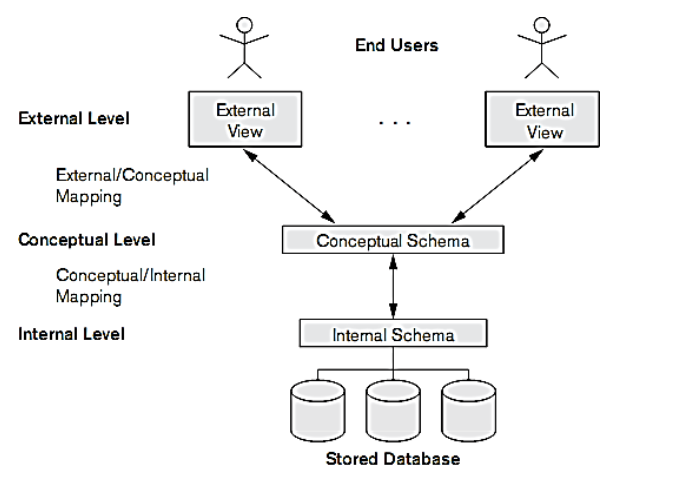 End Users
External Level
External
View
. . .
External
View
External/Conceptual
Mapping
Conceptual Level
Conceptual Schema
Conceptual/Internal
Mapping
Internal Level
Internal Schema
Stored Database